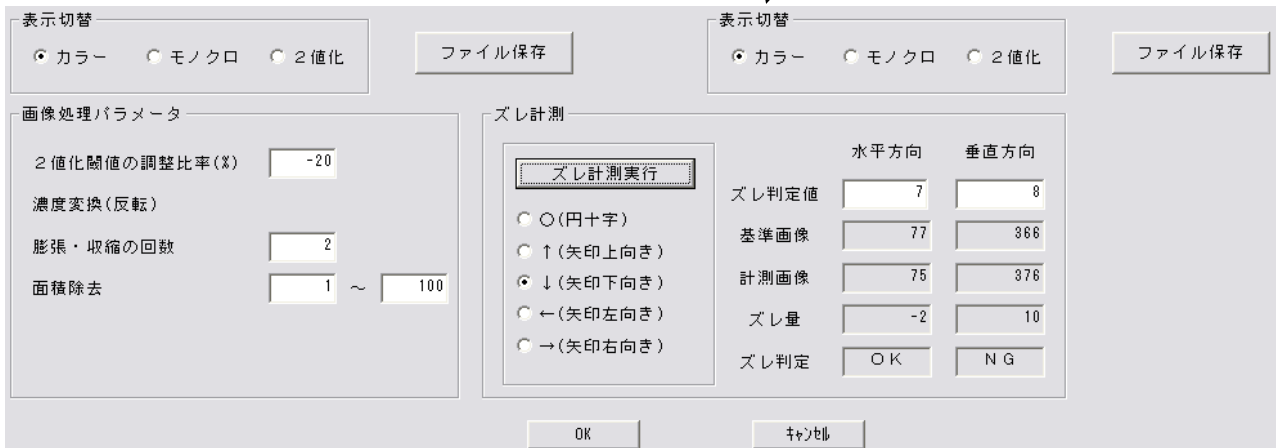 表示切替
カラー モノクロ 2値化
ファイル保存
表示切替
カラー モノクロ 2値化
ファイル保存
画像処理パラメータ
2値化閾値の調整比率(%) -20
濃度変換(反転)
膨張・収縮の回数 2
面積除去 1 ～ 100
ズレ計測
ズレ計測実行
○(円十字)
↑(矢印上向き)
↓(矢印下向き)
←(矢印左向き)
→(矢印右向き)
水平方向 垂直方向
ズレ判定値 7 8
基準画像 77 366
計測画像 75 376
ズレ量 -2 10
ズレ判定 OK NG
OK キャンセル